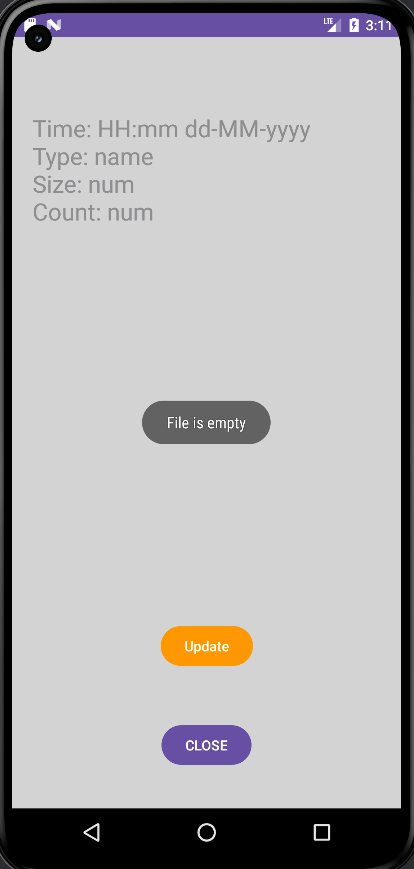 LTE
3:11
Time: HH:mm dd-MM-yyyy
Type: name
Size: num
Count: num
File is empty
Update
CLOSE